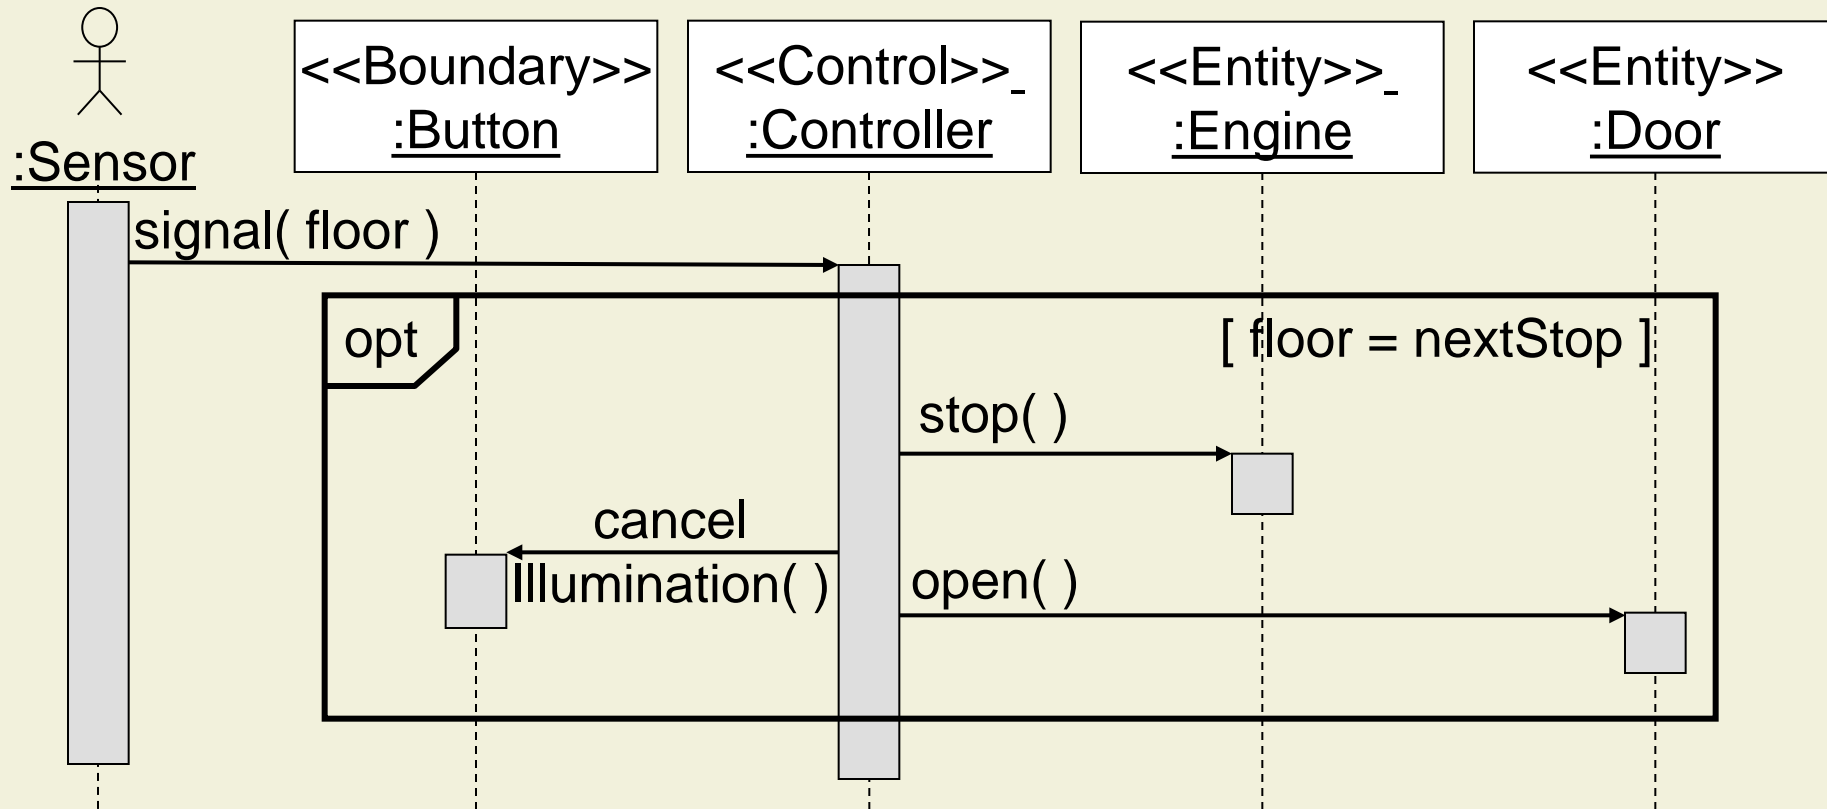 :Sensor
<<Boundary>>
:Button
<<Control>>
:Controller
<<Entity>>
:Engine
<<Entity>>
:Door
signal( floor )
opt
[ floor = nextStop ]
stop( )
cancel
Illumination( )
open( )